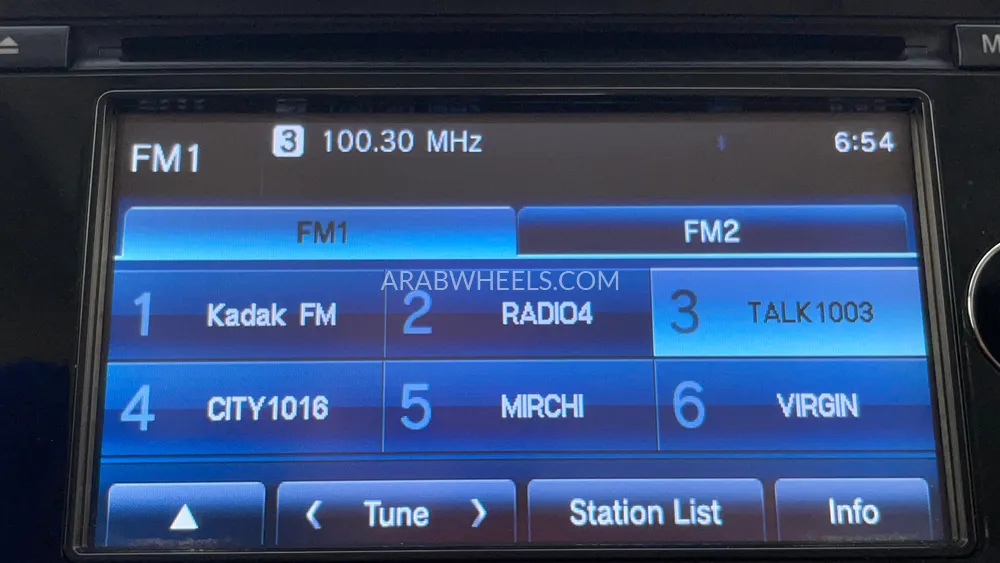 M
FM1 3 100.30 MHz 6:54
FM1 FM2
ARABWHEELS.COM
1 Kadak FM 2 RADIO4 3 TALK1003
4 CITY1016 5 MIRCHI 6 VIRGIN
Tune Station List Info